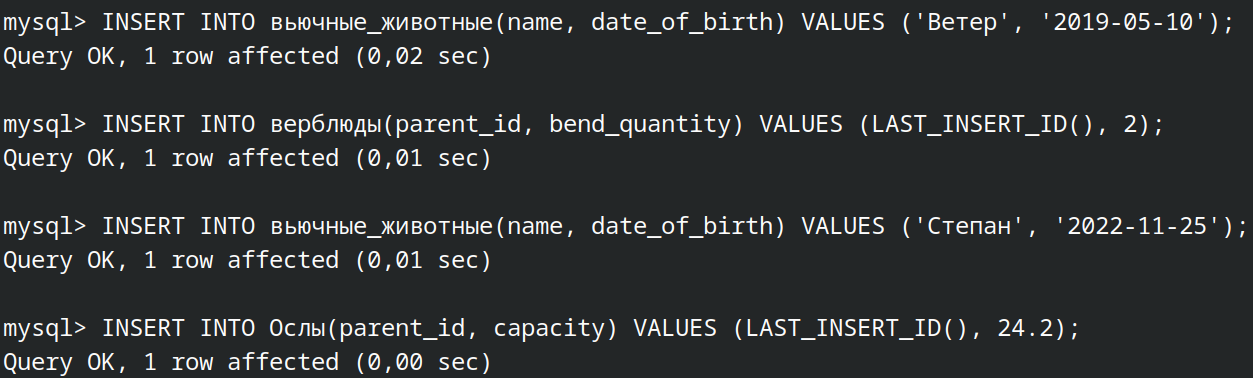 mysql> INSERT INTO вьючные_животные(name, date_of_birth) VALUES ('Ветер', '2019-05-10');
Query OK, 1 row affected (0,02 sec)
mysql> INSERT INTO верблюды(parent_id, bend_quantity) VALUES (LAST_INSERT_ID(), 2);
Query OK, 1 row affected (0,01 sec)
mysql> INSERT INTO вьючные_животные(name, date_of_birth) VALUES ('Степан', '2022-11-25');
Query OK, 1 row affected (0,01 sec)
mysql> INSERT INTO Ослы(parent_id, capacity) VALUES (LAST_INSERT_ID(), 24.2);
Query OK, 1 row affected (0,00 sec)